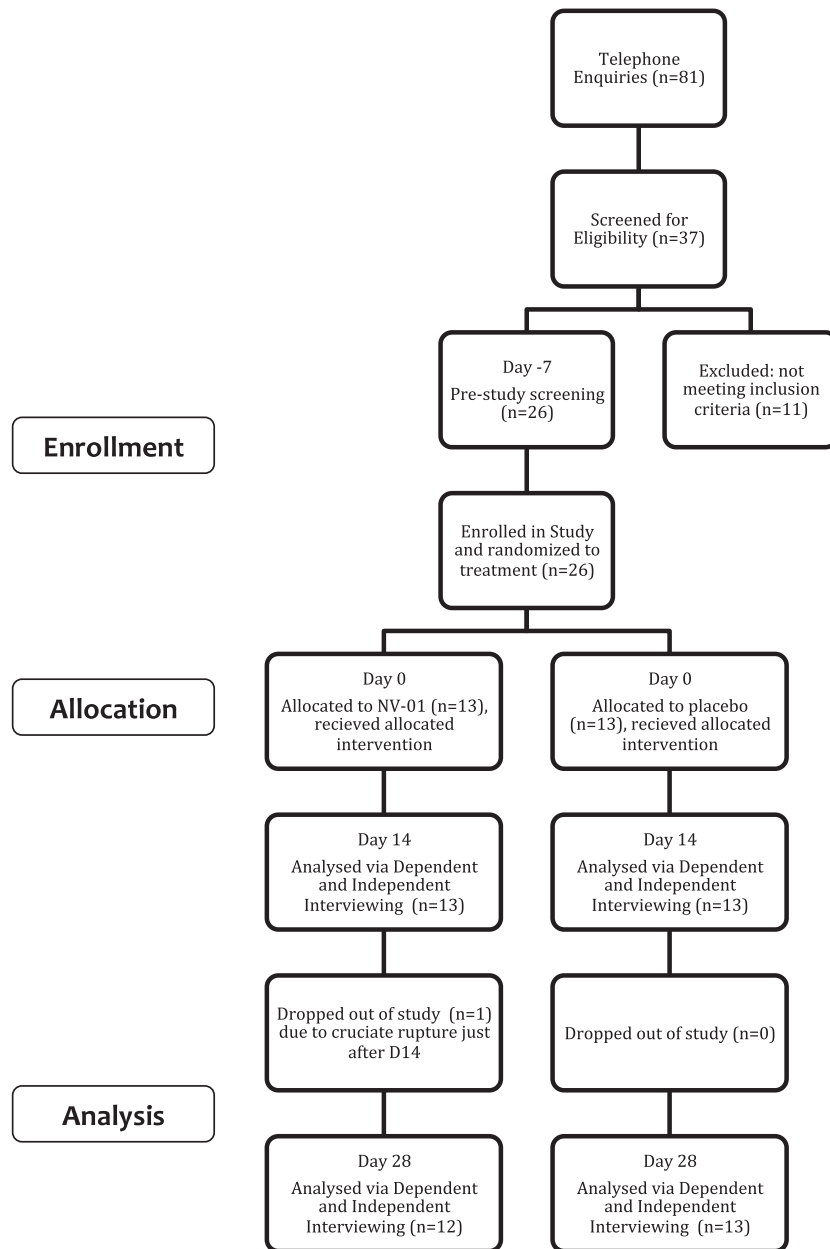 Telephone
Enquiries (n=81)
Screened for
Eligibility (n=37)
Day -7
Pre-study screening
(n=26)
Excluded: not
meeting inclusion
criteria (n=11)
Enrollment
Enrolled in Study
and randomized to
treatment (n=26)
Allocation
Day 0
Allocated to NV-01 (n=13),
recieved allocated
intervention
Day 0
Allocated to placebo
(n=13), recieved allocated
intervention
Day 14
Analysed via Dependent
and Independent
Interviewing (n=13)
Day 14
Analysed via Dependent
and Independent
Interviewing (n=13)
Dropped out of study (n=1)
due to cruciate rupture just
after D14
Dropped out of study (n=0)
Analysis
Day 28
Analysed via Dependent
and Independent
Interviewing (n=12)
Day 28
Analysed via Dependent
and Independent
Interviewing (n=13)